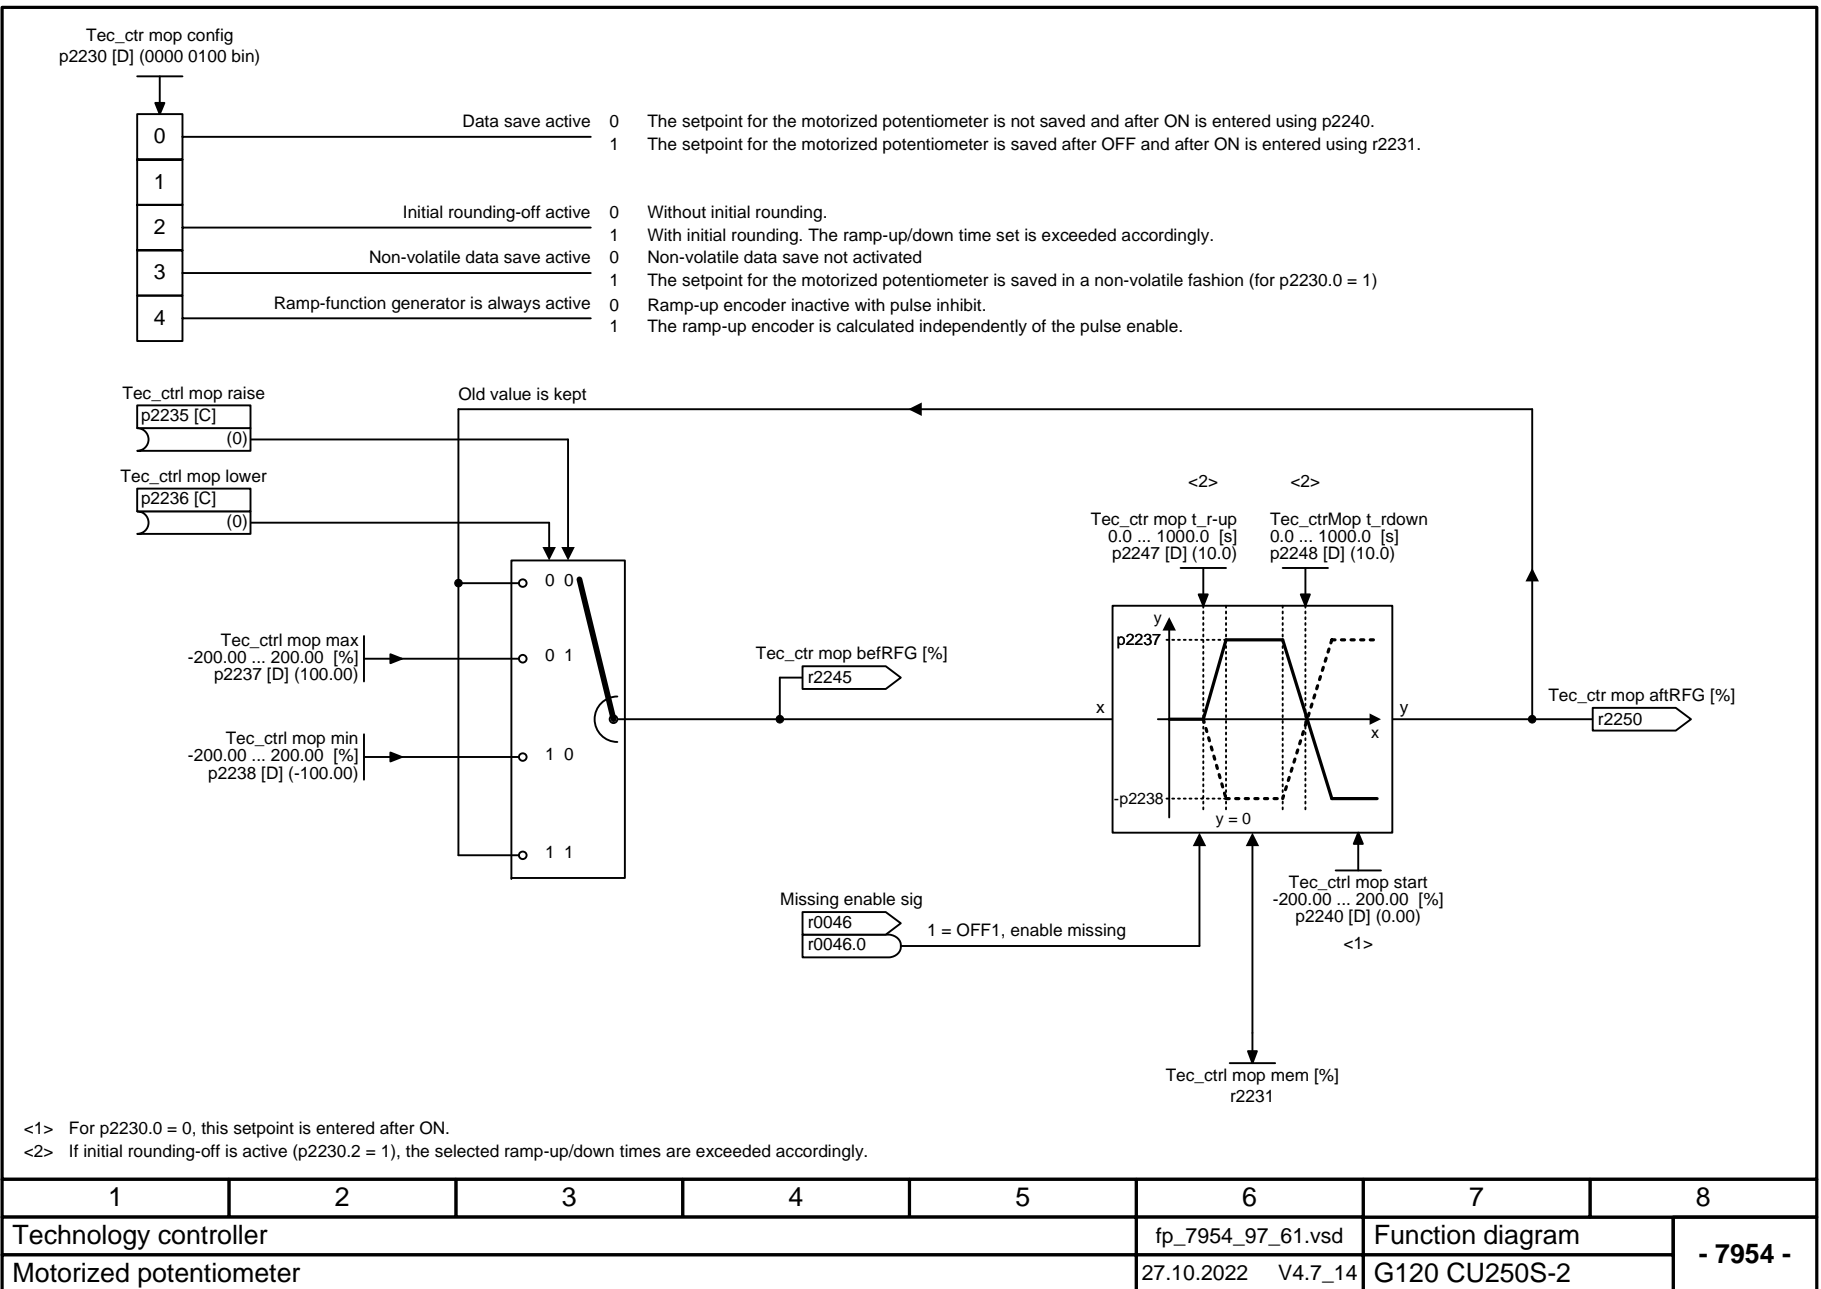 Tec_ctr mop config
p2230 [D] (0000 0100 bin)
0
Data save active 0 The setpoint for the motorized potentiometer is not saved and after ON is entered using p2240.
1 The setpoint for the motorized potentiometer is saved after OFF and after ON is entered using r2231.
1
2
Initial rounding-off active 0 Without initial rounding.
1 With initial rounding. The ramp-up/down time set is exceeded accordingly.
3
Non-volatile data save active 0 Non-volatile data save not activated
1 The setpoint for the motorized potentiometer is saved in a non-volatile fashion (for p2230.0 = 1)
4
Ramp-function generator is always active 0 Ramp-up encoder inactive with pulse inhibit.
1 The ramp-up encoder is calculated independently of the pulse enable.
Tec_ctrl mop raise
p2235 [C]
(0)
Old value is kept
Tec_ctrl mop lower
p2236 [C]
(0)
0 0
0 1
1 0
1 1
Tec_ctrl mop max
-200.00 ... 200.00 [%]
p2237 [D] (100.00)
Tec_ctrl mop min
-200.00 ... 200.00 [%]
p2238 [D] (-100.00)
Tec_ctr mop befRFG [%]
r2245
<2> <2>
Tec_ctr mop t_r-up
0.0 ... 1000.0 [s]
p2247 [D] (10.0)
Tec_ctrMop t_rdown
0.0 ... 1000.0 [s]
p2248 [D] (10.0)
x
y
p2237
-p2238
x
y = 0
y
Tec_ctr mop aftRFG [%]
r2250
Missing enable sig
r0046
r0046.0
1 = OFF1, enable missing
Tec_ctrl mop start
-200.00 ... 200.00 [%]
p2240 [D] (0.00)
<1>
Tec_ctrl mop mem [%]
r2231
<1> For p2230.0 = 0, this setpoint is entered after ON.
<2> If initial rounding-off is active (p2230.2 = 1), the selected ramp-up/down times are exceeded accordingly.
1 2 3 4 5 6 7 8
Technology controller fp_7954_97_61.vsd Function diagram
- 7954 -
Motorized potentiometer 27.10.2022 V4.7_14 G120 CU250S-2